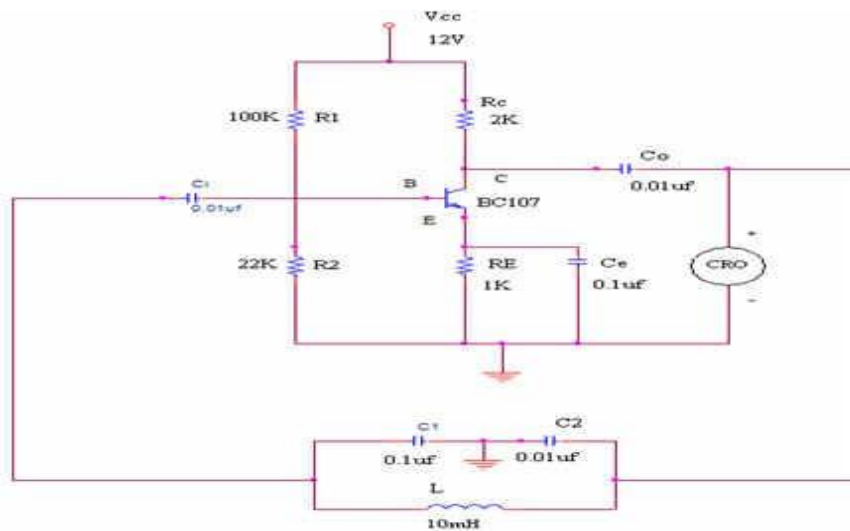 Vcc
12V
100K R1
Rc
2K
Co
0.01uf
Ci
0.01uf
B
C
BC107
E
22K R2
RE
1K
Ce
0.1uf
+
CRO
-
C1
0.1uf
C2
0.01uf
L
10mH